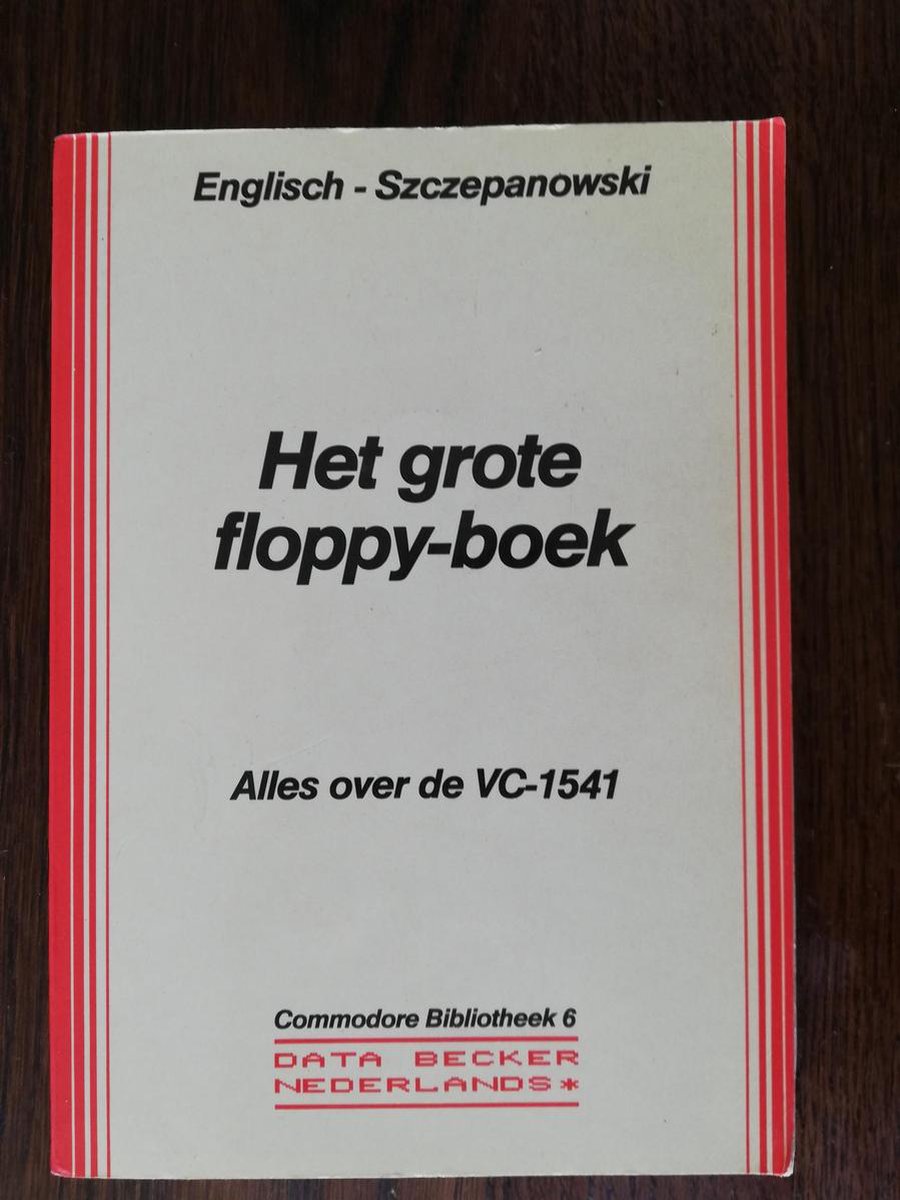 Englisch - Szczepanowski
Het grote
floppy-boek
Alles over de VC-1541
Commodore Bibliotheek 6
DATA BECKER
NEDERLANDS*